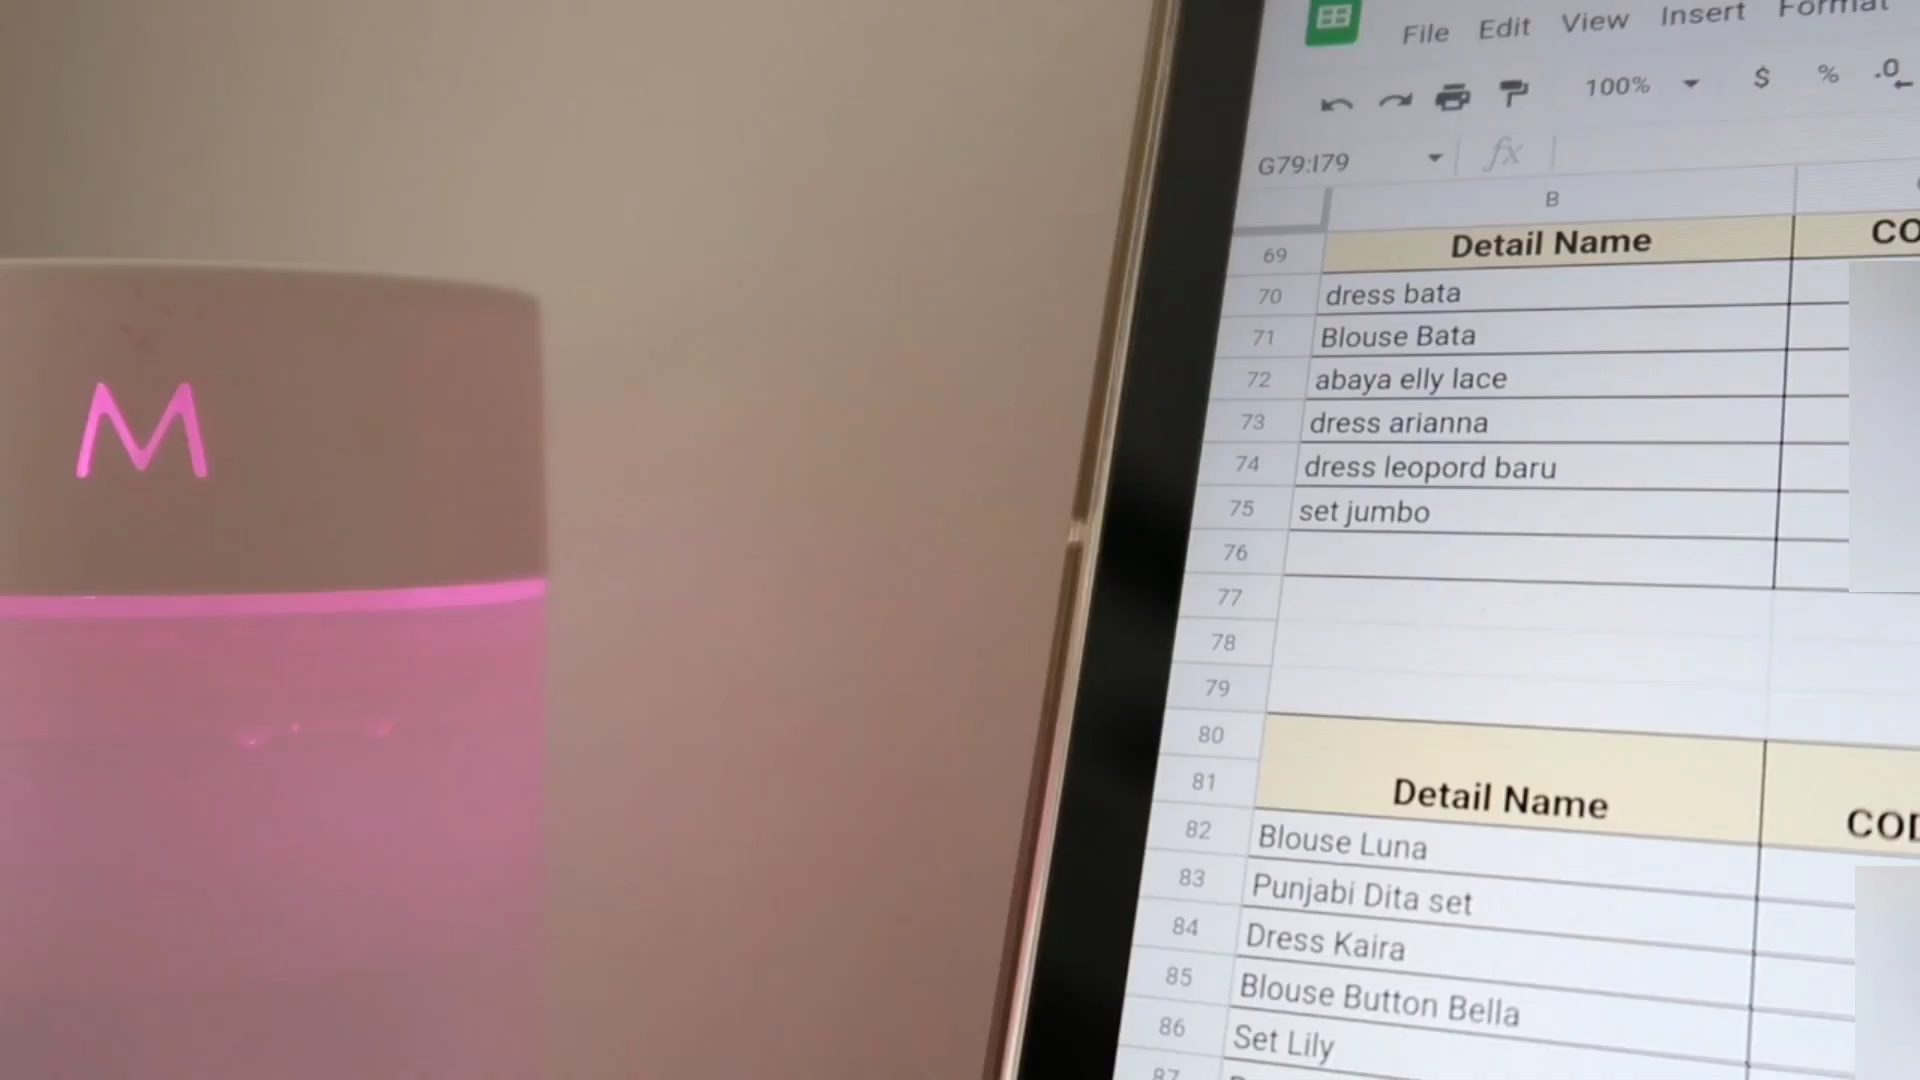 M
File Edit View Insert Format
100% $ % .0
G79:I79 fx
B
69 Detail Name CO
70 dress bata
71 Blouse Bata
72 abaya elly lace
73 dress arianna
74 dress leopord baru
75 set jumbo
76
77
78
79
80
81 Detail Name COD
82 Blouse Luna
83 Punjabi Dita set
84 Dress Kaira
85 Blouse Button Bella
86 Set Lily
87